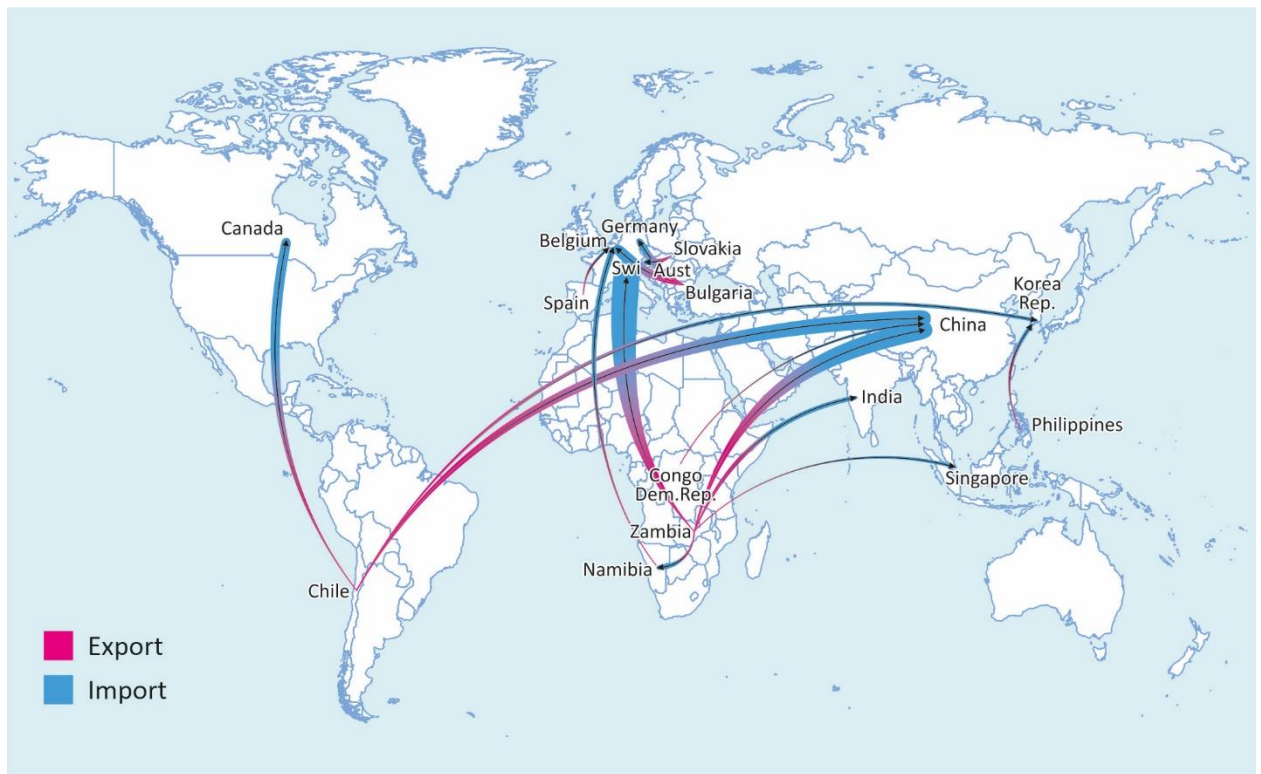 Canada
Germany
Belgium
Slovakia
Swi
Aust
Bulgaria
Spain
Korea
Rep.
China
India
Philippines
Congo
Dem.Rep.
Singapore
Zambia
Namibia
Chile
Export
Import